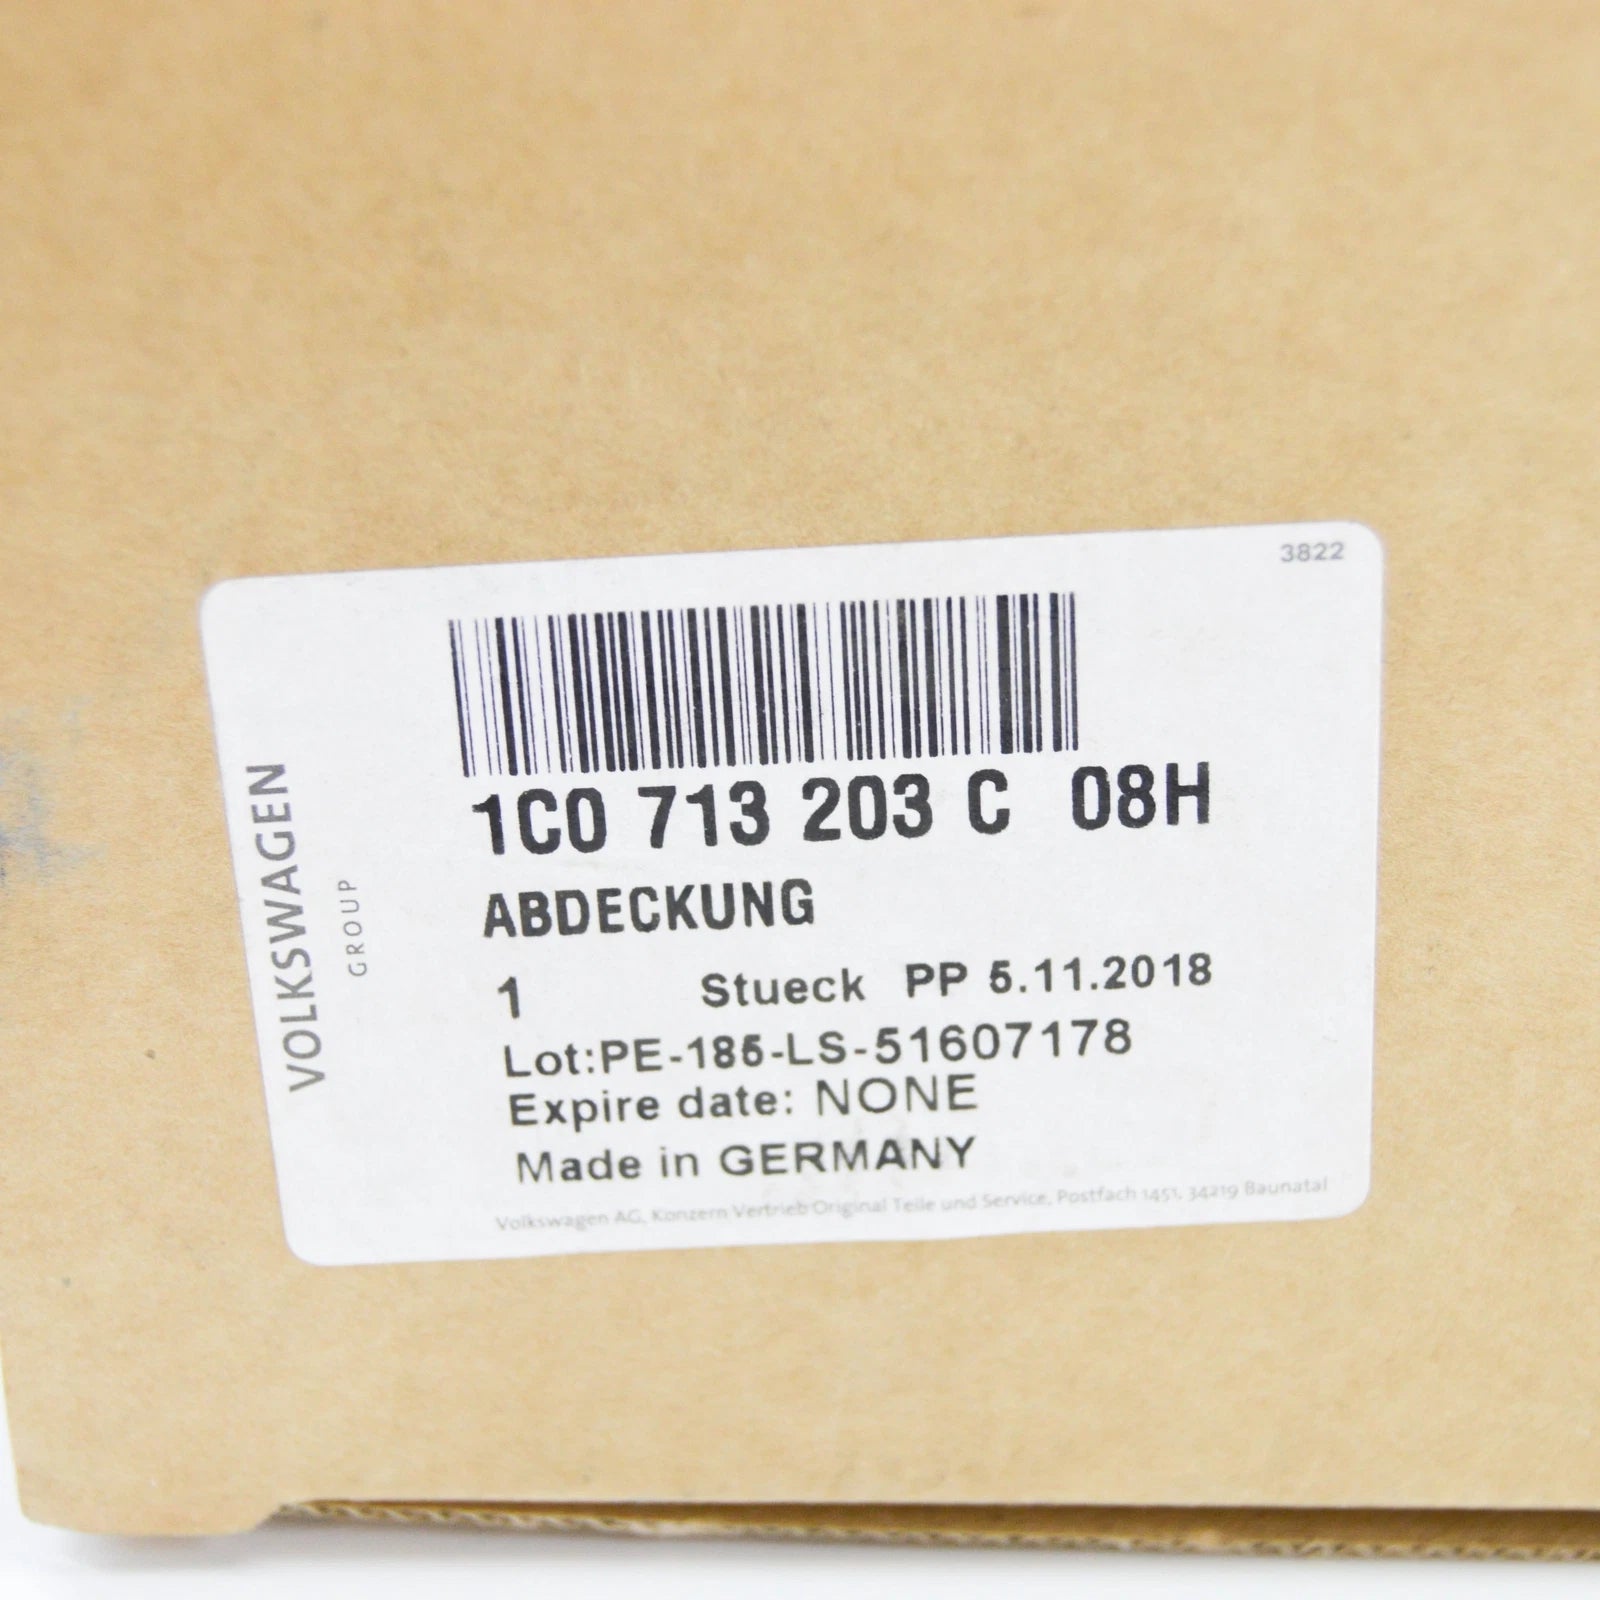 3822
VOLKSWAGEN
GROUP
1C0 713 203 C 08H
ABDECKUNG
1 Stueck PP 5.11.2018
Lot:PE-185-LS-51607178
Expire date: NONE
Made in GERMANY
Volkswagen AG, Konzern Vertrieb Original Teile und Service, Postfach 1451, 34219 Baunatal